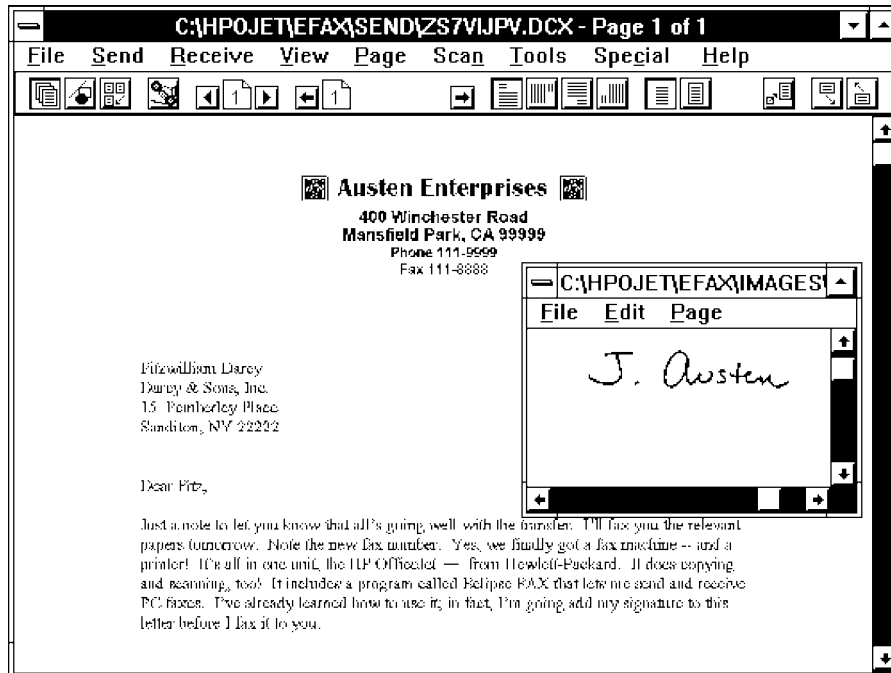 C:\HPOJET\EFAX\SEND\ZS7VIJPV.DCX - Page 1 of 1
File Send Receive View Page Scan Tools Special Help
1 1
Austen Enterprises
400 Winchester Road
Mansfield Park, CA 99999
Phone 111-9999
Fax 111-8888
C:\HPOJET\EFAX\IMAGES\
File Edit Page
J. Austen
Fitzwilliam Darcy
Darcy & Sons, Inc.
15 Pemberley Place
Sanditon, NY 22222
Dear Fitz,
Just a note to let you know that all's going well with the transfer. I'll fax you the relevant
papers tomorrow. Note the new fax number. Yes, we finally got a fax machine -- and a
printer! It's all in one unit, the HP OfficeJet — from Hewlett-Packard. It does copying
and scanning, too! It includes a program called Eclipse FAX that lets me send and receive
PC faxes. I've already learned how to use it; in fact, I'm going add my signature to this
letter before I fax it to you.